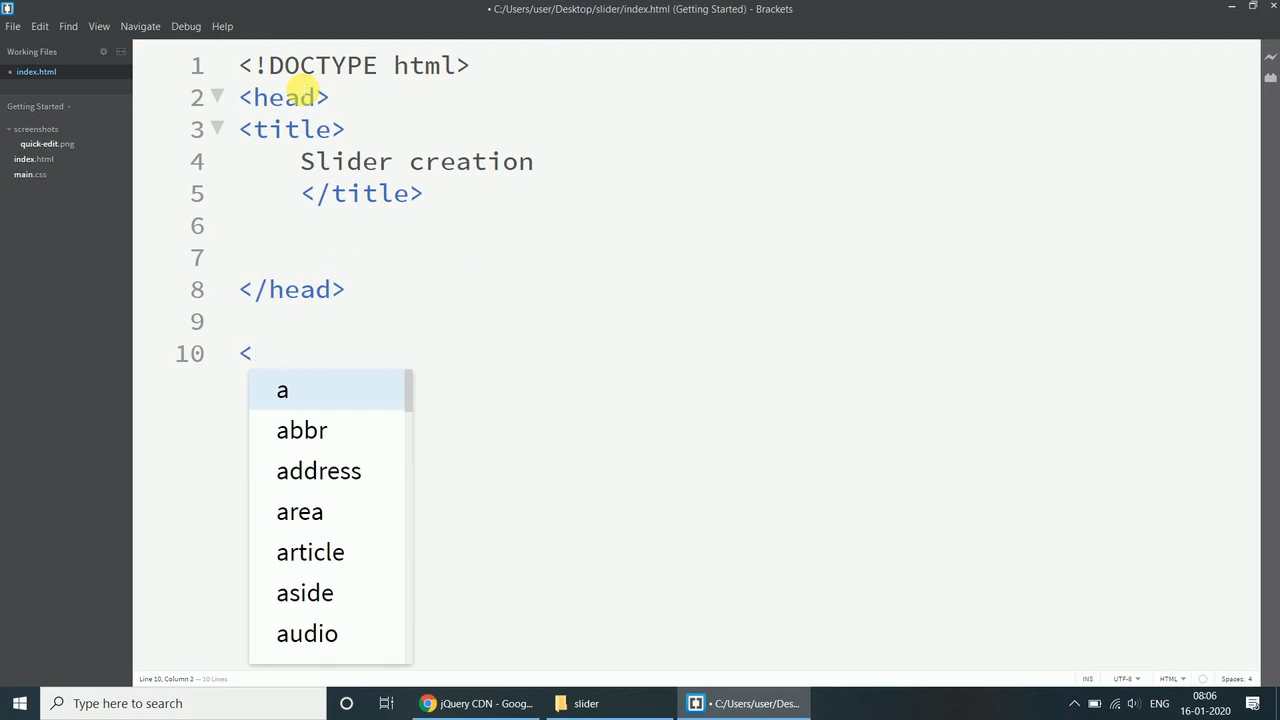 • C:/Users/user/Desktop/slider/index.html (Getting Started) - Brackets
File Edit Find View Navigate Debug Help
Working Files
• index.html
Getting Started
screenshots
quick-edit.png
index.html
main.css
1 <!DOCTYPE html>
2 <head>
3 <title>
4 Slider creation
5 </title>
6
7
8 </head>
9
10 <
a
abbr
address
area
article
aside
audio
Line 10, Column 2 — 10 Lines
INS UTF-8 HTML Spaces: 4
Type here to search
jQuery CDN - Goog...
slider
• C:/Users/user/Des...
ENG
08:06
16-01-2020